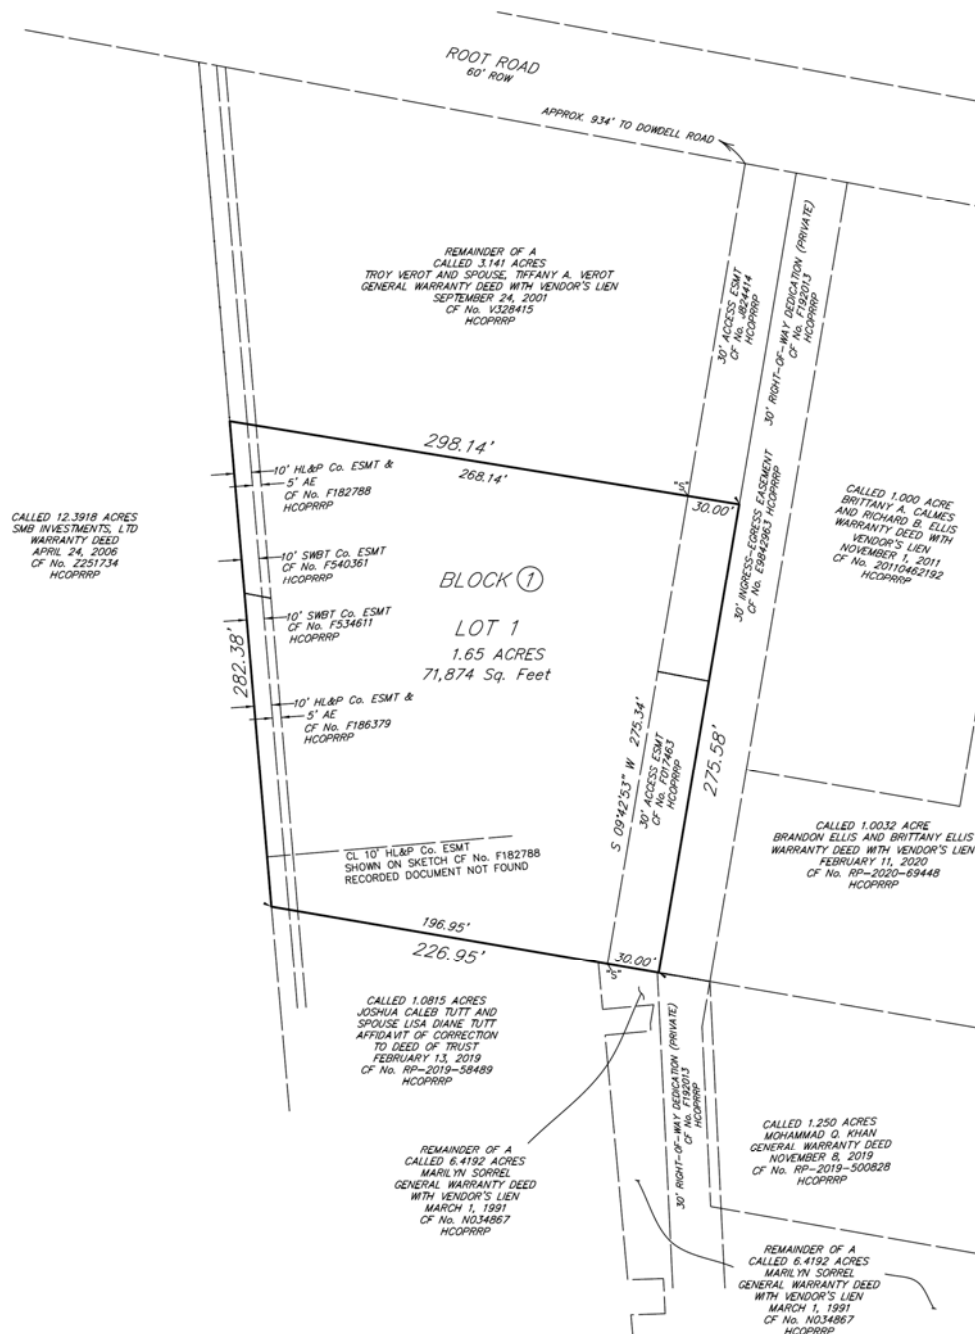 ROOT ROAD
60' ROW
APPROX. 934' TO DOWDELL ROAD
REMAINDER OF A
CALLED 3.141 ACRES
TROY VEROT AND SPOUSE, TIFFANY A. VEROT
GENERAL WARRANTY DEED WITH VENDOR'S LIEN
SEPTEMBER 24, 2001
CF No. V328415
HCOPRRP
30' ACCESS ESMT
CF No. J824414
HCOPRRP
30' RIGHT-OF-WAY DEDICATION (PRIVATE)
CF No. F192013
HCOPRRP
30' INGRESS-EGRESS EASEMENT
CF No. E9842963 HCOPRRP
298.14'
268.14'
"S"
30.00'
10' HL&P Co. ESMT &
5' AE
CF No. F182788
HCOPRRP
CALLED 12.3918 ACRES
SMB INVESTMENTS, LTD
WARRANTY DEED
APRIL 24, 2006
CF No. Z251734
HCOPRRP
10' SWBT Co. ESMT
CF No. F540361
HCOPRRP
10' SWBT Co. ESMT
CF No. F534611
HCOPRRP
282.38'
10' HL&P Co. ESMT &
5' AE
CF No. F186379
HCOPRRP
BLOCK 1
LOT 1
1.65 ACRES
71,874 Sq. Feet
CALLED 1.000 ACRE
BRITTANY A. CALMES
AND RICHARD B. ELLIS
WARRANTY DEED WITH
VENDOR'S LIEN
NOVEMBER 1, 2011
CF No. 20110462192
HCOPRRP
S 09°42'53" W 275.34'
30' ACCESS ESMT
CF No. F017463
HCOPRRP
275.58'
CALLED 1.0032 ACRE
BRANDON ELLIS AND BRITTANY ELLIS
WARRANTY DEED WITH VENDOR'S LIEN
FEBRUARY 11, 2020
CF No. RP-2020-69448
HCOPRRP
CL 10' HL&P Co. ESMT
SHOWN ON SKETCH CF No. F182788
RECORDED DOCUMENT NOT FOUND
196.95'
226.95'
30.00'
"S"
CALLED 1.0815 ACRES
JOSHUA CALEB TUTT AND
SPOUSE LISA DIANE TUTT
AFFIDAVIT OF CORRECTION
TO DEED OF TRUST
FEBRUARY 13, 2019
CF No. RP-2019-58489
HCOPRRP
30' RIGHT-OF-WAY DEDICATION (PRIVATE)
CF No. F192013
HCOPRRP
CALLED 1.250 ACRES
MOHAMMAD Q. KHAN
GENERAL WARRANTY DEED
NOVEMBER 8, 2019
CF No. RP-2019-500828
HCOPRRP
REMAINDER OF A
CALLED 6.4192 ACRES
MARILYN SORREL
GENERAL WARRANTY DEED
WITH VENDOR'S LIEN
MARCH 1, 1991
CF No. N034867
HCOPRRP
REMAINDER OF A
CALLED 6.4192 ACRES
MARILYN SORREL
GENERAL WARRANTY DEED
WITH VENDOR'S LIEN
MARCH 1, 1991
CF No. N034867
HCOPRRP